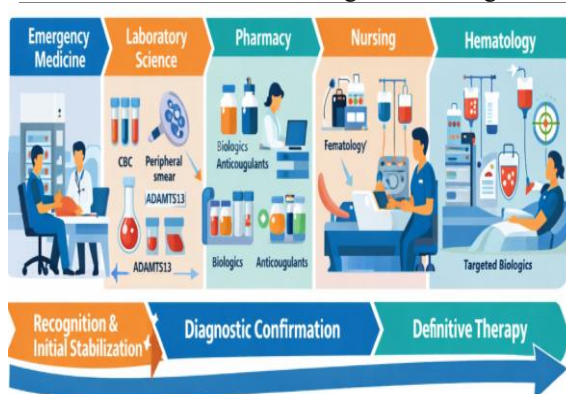 Emergency
Medicine
Laboratory
Science
Pharmacy
Nursing
Hematology
CBC
Peripheral
smear
ADAMTS13
ADAMTS13
Biologics
Anticougulants
Biologics
Anticougulants
Fematology'
Targeted Biologics
Recognition &
Initial Stabilization
Diagnostic Confirmation
Definitive Therapy